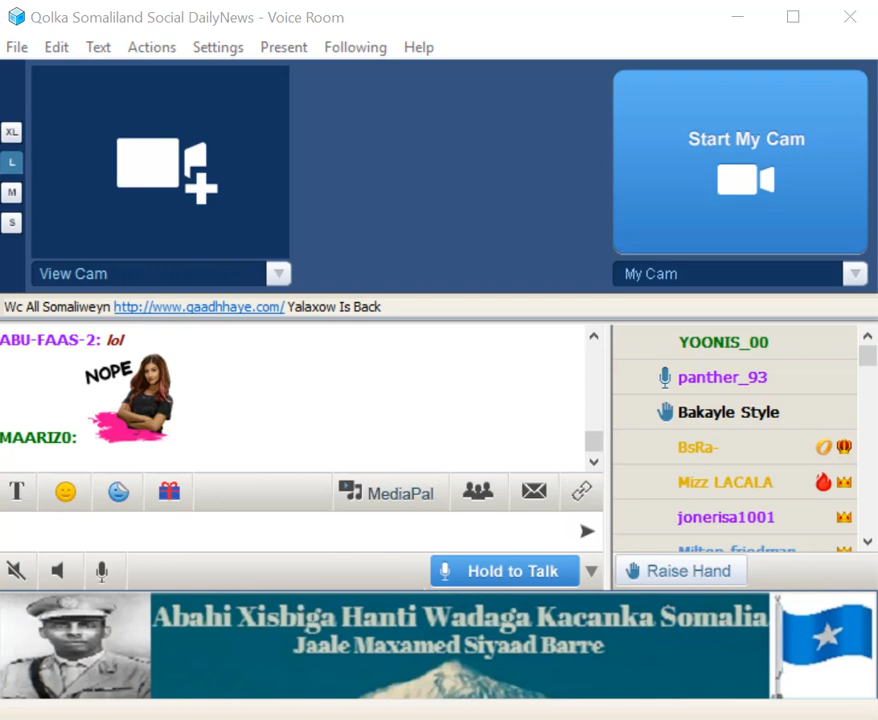 Qolka Somaliland Social DailyNews - Voice Room
File Edit Text Actions Settings Present Following Help
XL
L
M
S
Start My Cam
View Cam
My Cam
Wc All Somaliweyn http://www.qaadhhaye.com/ Yalaxow Is Back
ABU-FAAS-2: lol
NOPE
MAARIZ0:
YOONIS_00
panther_93
Bakayle Style
BsRa-
Mizz LACALA
jonerisa1001
Milton friedman
T
MediaPal
Hold to Talk
Raise Hand
Abahi Xisbiga Hanti Wadaga Kacanka Somalia
Jaale Maxamed Siyaad Barre